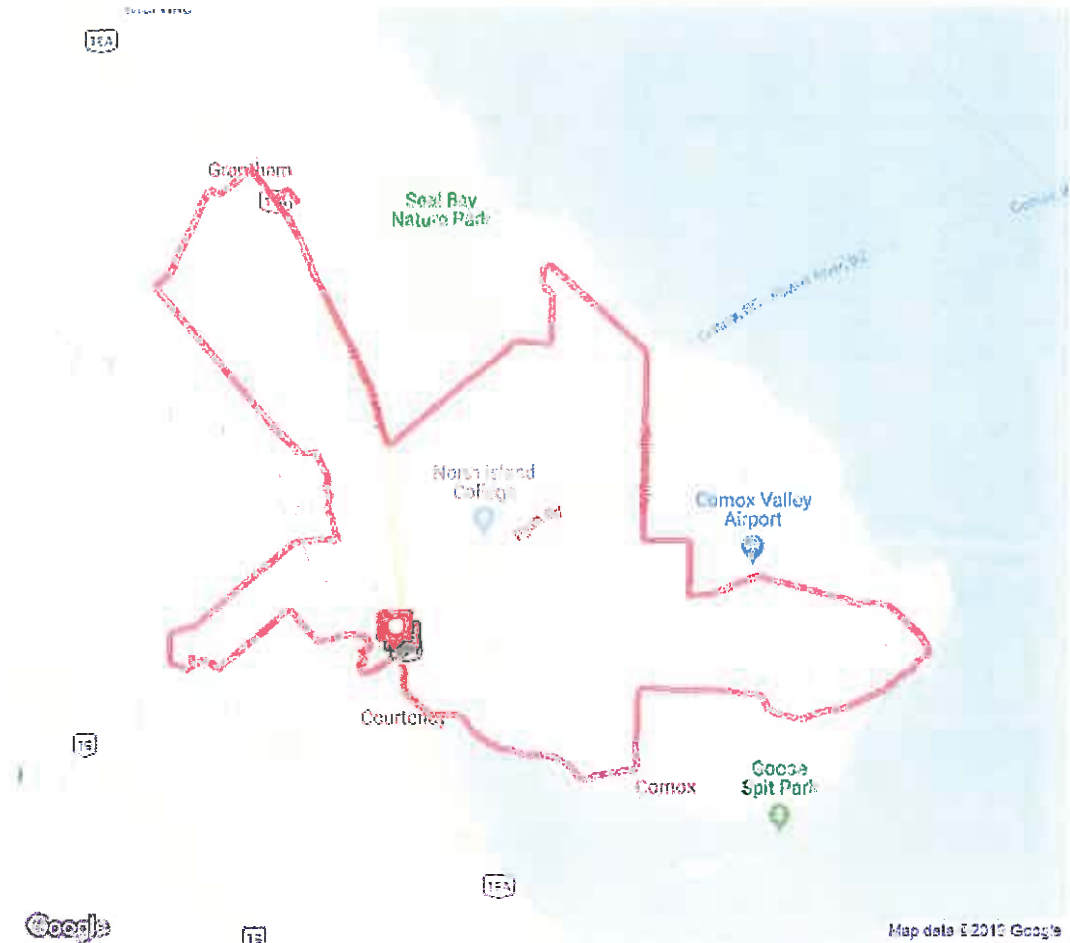 19A
Grantham
Seal Bay
Nature Park
North Island
College
Comox Valley
Airport
Courtenay
19
Goose
Spit Park
Comox
19A
Google
19
Map data ©2019 Google